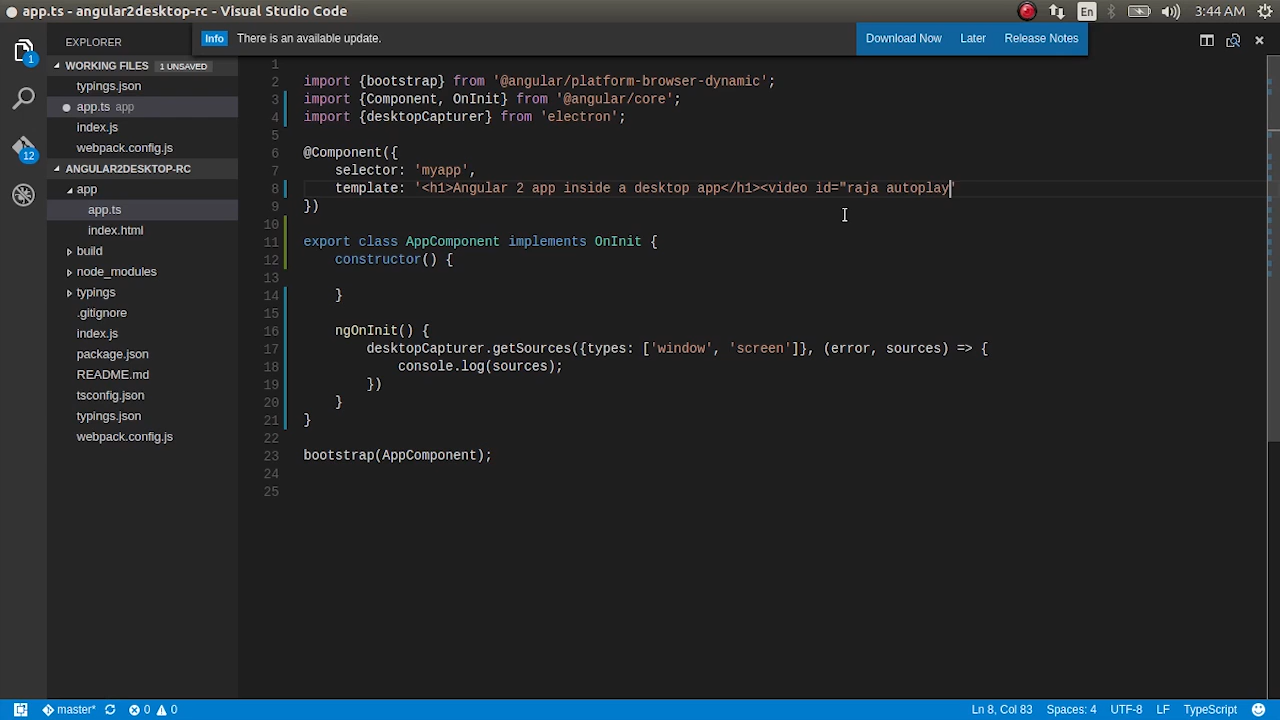 app.ts - angular2desktop-rc - Visual Studio Code
En
3:44 AM
EXPLORER
Info
There is an available update.
Download Now
Later
Release Notes
WORKING FILES
1 UNSAVED
typings.json
app.ts app
index.js
webpack.config.js
ANGULAR2DESKTOP-RC
app
app.ts
index.html
build
node_modules
typings
.gitignore
index.js
package.json
README.md
tsconfig.json
typings.json
webpack.config.js
1
12
1
2 import {bootstrap} from '@angular/platform-browser-dynamic';
3 import {Component, OnInit} from '@angular/core';
4 import {desktopCapturer} from 'electron';
5
6 @Component({
7 selector: 'myapp',
8 template: '<h1>Angular 2 app inside a desktop app</h1><video id="raja autoplay'
9 })
10
11 export class AppComponent implements OnInit {
12 constructor() {
13
14 }
15
16 ngOnInit() {
17 desktopCapturer.getSources({types: ['window', 'screen']}, (error, sources) => {
18 console.log(sources);
19 })
20 }
21 }
22
23 bootstrap(AppComponent);
24
25
master*
0
0
Ln 8, Col 83
Spaces: 4
UTF-8
LF
TypeScript